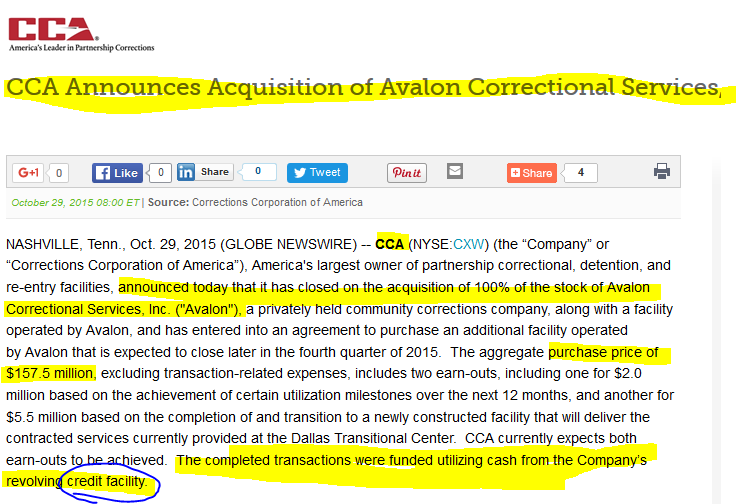 CCA
America's Leader in Partnership Corrections
CCA Announces Acquisition of Avalon Correctional Services,
G+1 0 Like 0 in Share 0 Tweet Pin it Share 4
October 29, 2015 08:00 ET | Source: Corrections Corporation of America
NASHVILLE, Tenn., Oct. 29, 2015 (GLOBE NEWSWIRE) -- CCA (NYSE:CXW) (the “Company” or
“Corrections Corporation of America”), America's largest owner of partnership correctional, detention, and
re-entry facilities, announced today that it has closed on the acquisition of 100% of the stock of Avalon
Correctional Services, Inc. ("Avalon"), a privately held community corrections company, along with a facility
operated by Avalon, and has entered into an agreement to purchase an additional facility operated
by Avalon that is expected to close later in the fourth quarter of 2015.  The aggregate purchase price of
$157.5 million, excluding transaction-related expenses, includes two earn-outs, including one for $2.0
million based on the achievement of certain utilization milestones over the next 12 months, and another for
$5.5 million based on the completion of and transition to a newly constructed facility that will deliver the
contracted services currently provided at the Dallas Transitional Center.  CCA currently expects both
earn-outs to be achieved.  The completed transactions were funded utilizing cash from the Company's
revolving credit facility.